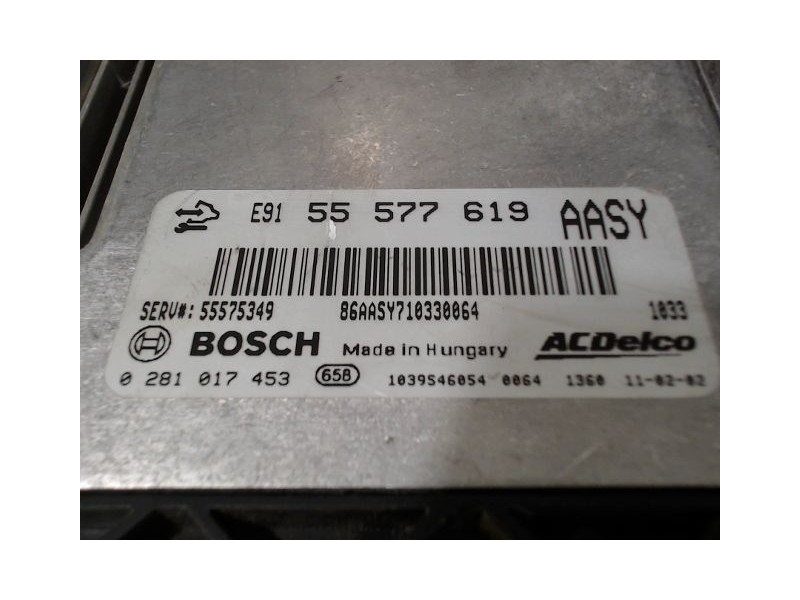 E91 55 577 619 AASY
SERV#: 55575349 86AASY710330064 1033
BOSCH Made in Hungary ACDelco
0 281 017 453 658 1039S46054 0064 1360 11-02-02